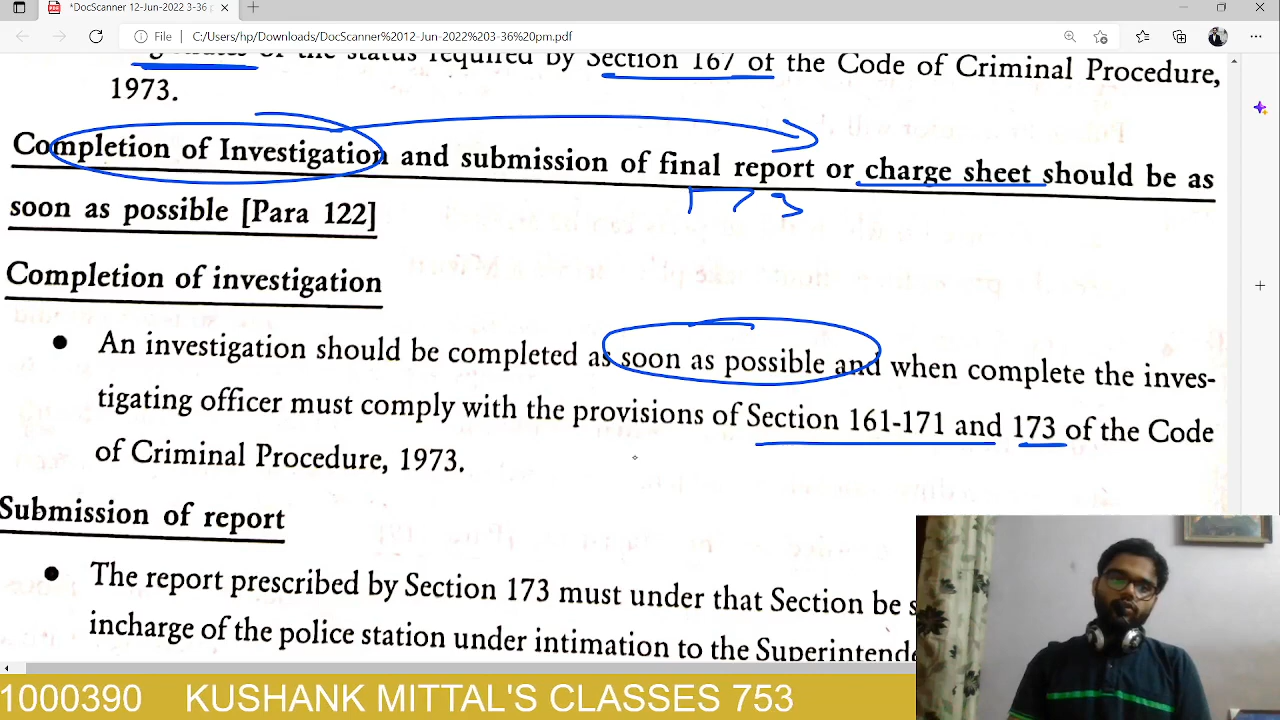 *DocScanner 12-Jun-2022 3-36 p
File C:/Users/hp/Downloads/DocScanner%2012-Jun-2022%203-36%20pm.pdf
of the status required by Section 167 of the Code of Criminal Procedure,
1973.
Completion of Investigation and submission of final report or charge sheet should be as
173
soon as possible [Para 122]
Completion of investigation
• An investigation should be completed as soon as possible and when complete the inves-
tigating officer must comply with the provisions of Section 161-171 and 173 of the Code
of Criminal Procedure, 1973.
Submission of report
• The report prescribed by Section 173 must under that Section be s
incharge of the police station under intimation to the Superintende
1000390 KUSHANK MITTAL'S CLASSES 753